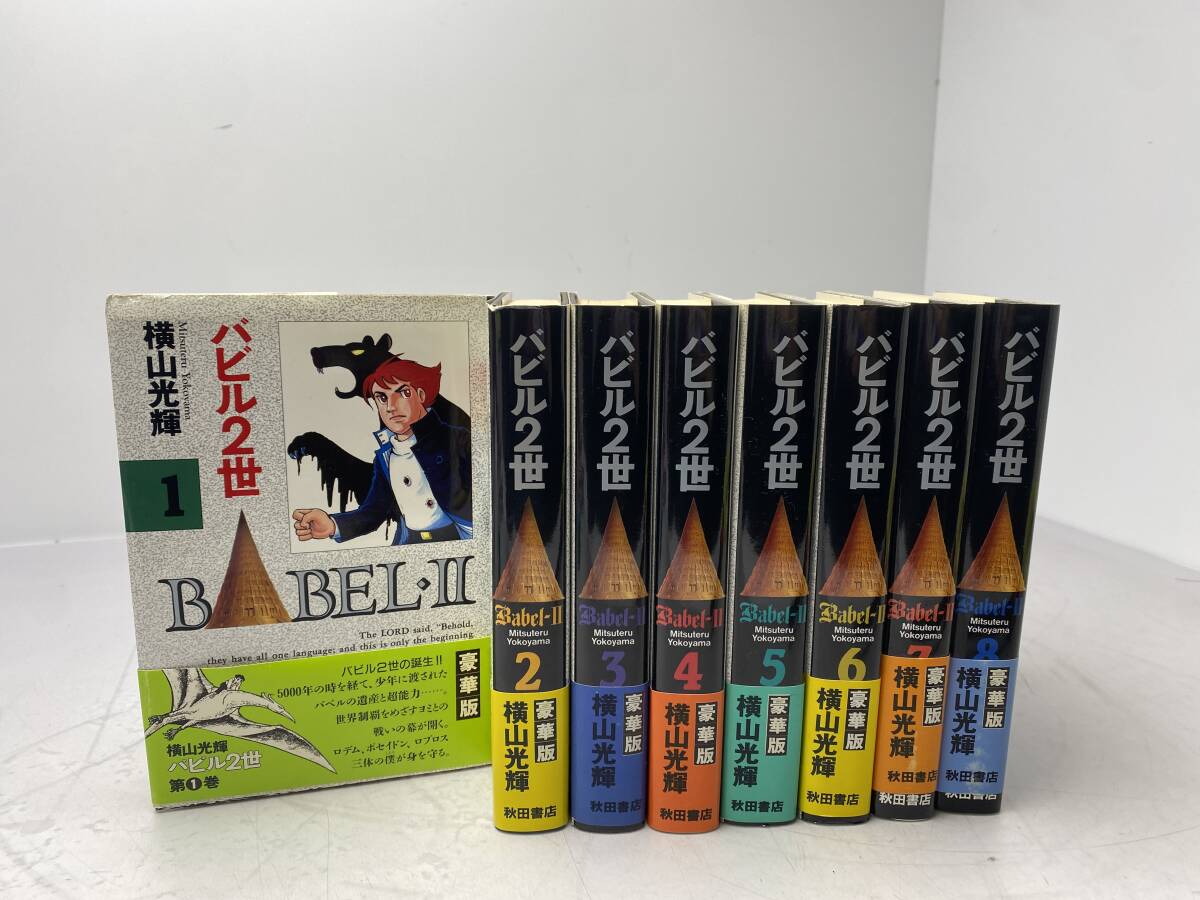 横山光輝
Mitsuteru Yokoyama
バビル2世
1
BABEL・II
The LORD said, "Behold,
they have all one language; and this is only the beginning
バビル2世の誕生!!
5000年の時を経て、少年に渡された
バベルの遺産と超能力……。
世界制覇をめざすヨミとの
戦いの幕が開く。
ロデム、ポセイドン、ロプロス
三体の僕が身を守る。
豪華版
横山光輝
バビル2世
第1巻
バビル2世
Babel-II
Mitsuteru
Yokoyama
2
豪華版
横山光輝
秋田書店
バビル2世
Babel-II
Mitsuteru
Yokoyama
3
豪華版
横山光輝
秋田書店
バビル2世
Babel-II
Mitsuteru
Yokoyama
4
豪華版
横山光輝
秋田書店
バビル2世
Babel-II
Mitsuteru
Yokoyama
5
豪華版
横山光輝
秋田書店
バビル2世
Babel-II
Mitsuteru
Yokoyama
6
豪華版
横山光輝
秋田書店
バビル2世
Babel-II
Mitsuteru
Yokoyama
7
豪華版
横山光輝
秋田書店
秋田書店
バビル2世
Babel-II
Mitsuteru
Yokoyama
8
豪華版
横山光輝
秋田書店